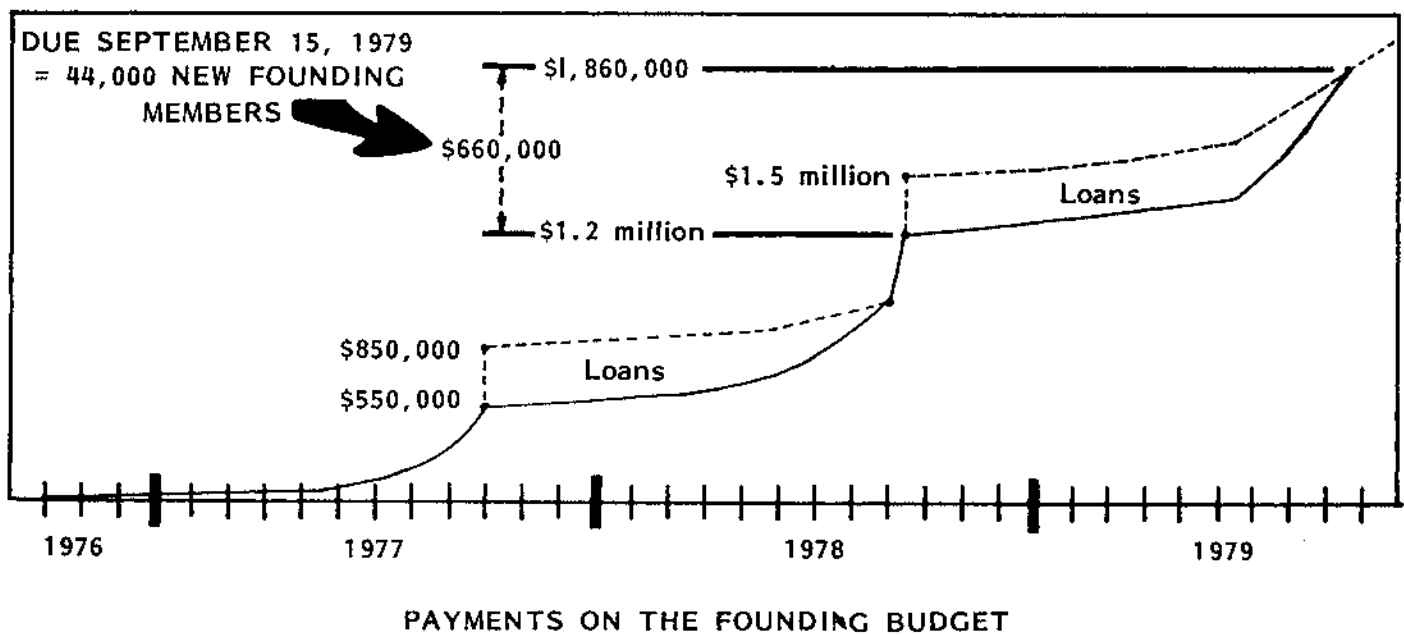 DUE SEPTEMBER 15, 1979
= 44,000 NEW FOUNDING
MEMBERS
$1,860,000
$660,000
$1.5 million
Loans
$1.2 million
$850,000
Loans
$550,000
1976 1977 1978 1979
PAYMENTS ON THE FOUNDING BUDGET